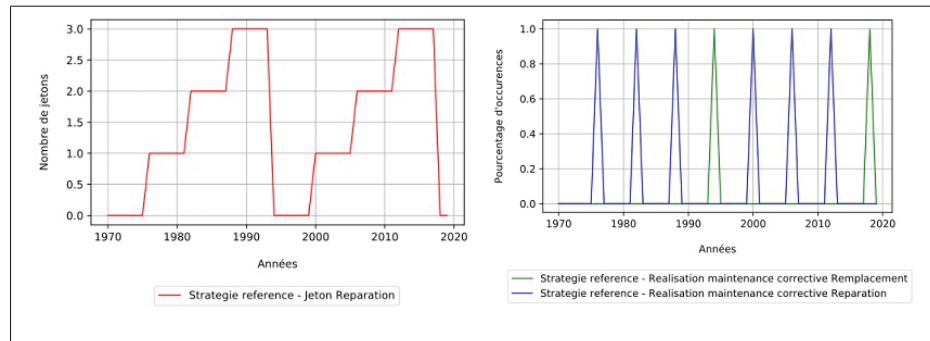 3.0
2.5
2.0
1.5
1.0
0.5
0.0
Nombre de jetons
1970 1980 1990 2000 2010 2020
Années
Strategie reference - Jeton Reparation
1.0
0.8
0.6
0.4
0.2
0.0
Pourcentage d'occurences
1970 1980 1990 2000 2010 2020
Années
Strategie reference - Realisation maintenance corrective Remplacement
Strategie reference - Realisation maintenance corrective Reparation